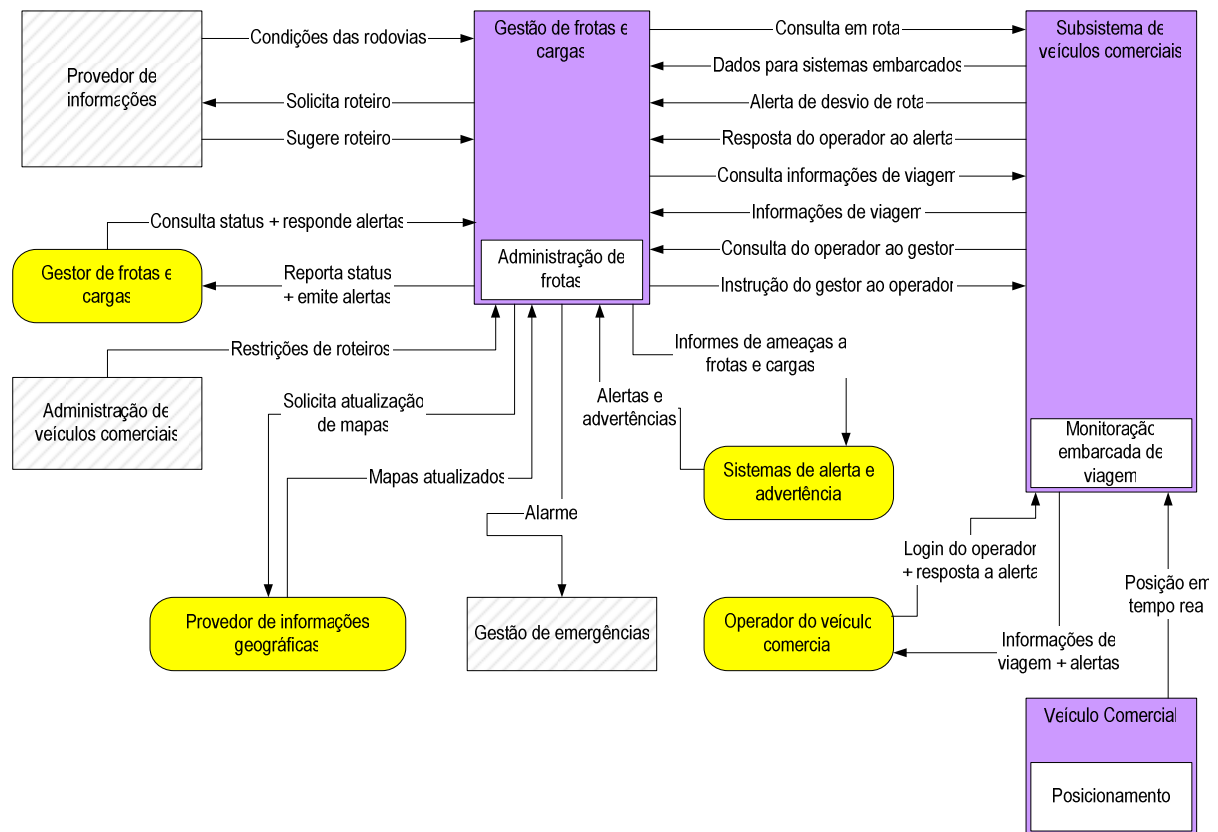 Provedor de
informações
Condições das rodovias
Solicita roteiro
Sugere roteiro
Gestão de frotas e
cargas
Administração de
frotas
Consulta em rota
Dados para sistemas embarcados
Alerta de desvio de rota
Resposta do operador ao alerta
Consulta informações de viagem
Informações de viagem
Consulta do operador ao gestor
Instrução do gestor ao operador
Subsistema de
veículos comerciais
Monitoração
embarcada de
viagem
Consulta status + responde alertas
Gestor de frotas e
cargas
Reporta status
+ emite alertas
Restrições de roteiros
Administração de
veículos comerciais
Solicita atualização
de mapas
Mapas atualizados
Alarme
Informes de ameaças a
frotas e cargas
Alertas e
advertências
Sistemas de alerta e
advertência
Provedor de informações
geográficas
Gestão de emergências
Operador do veículo
comercia
Login do operador
+ resposta a alerta
Informações de
viagem + alertas
Posição em
tempo rea
Veículo Comercial
Posicionamento